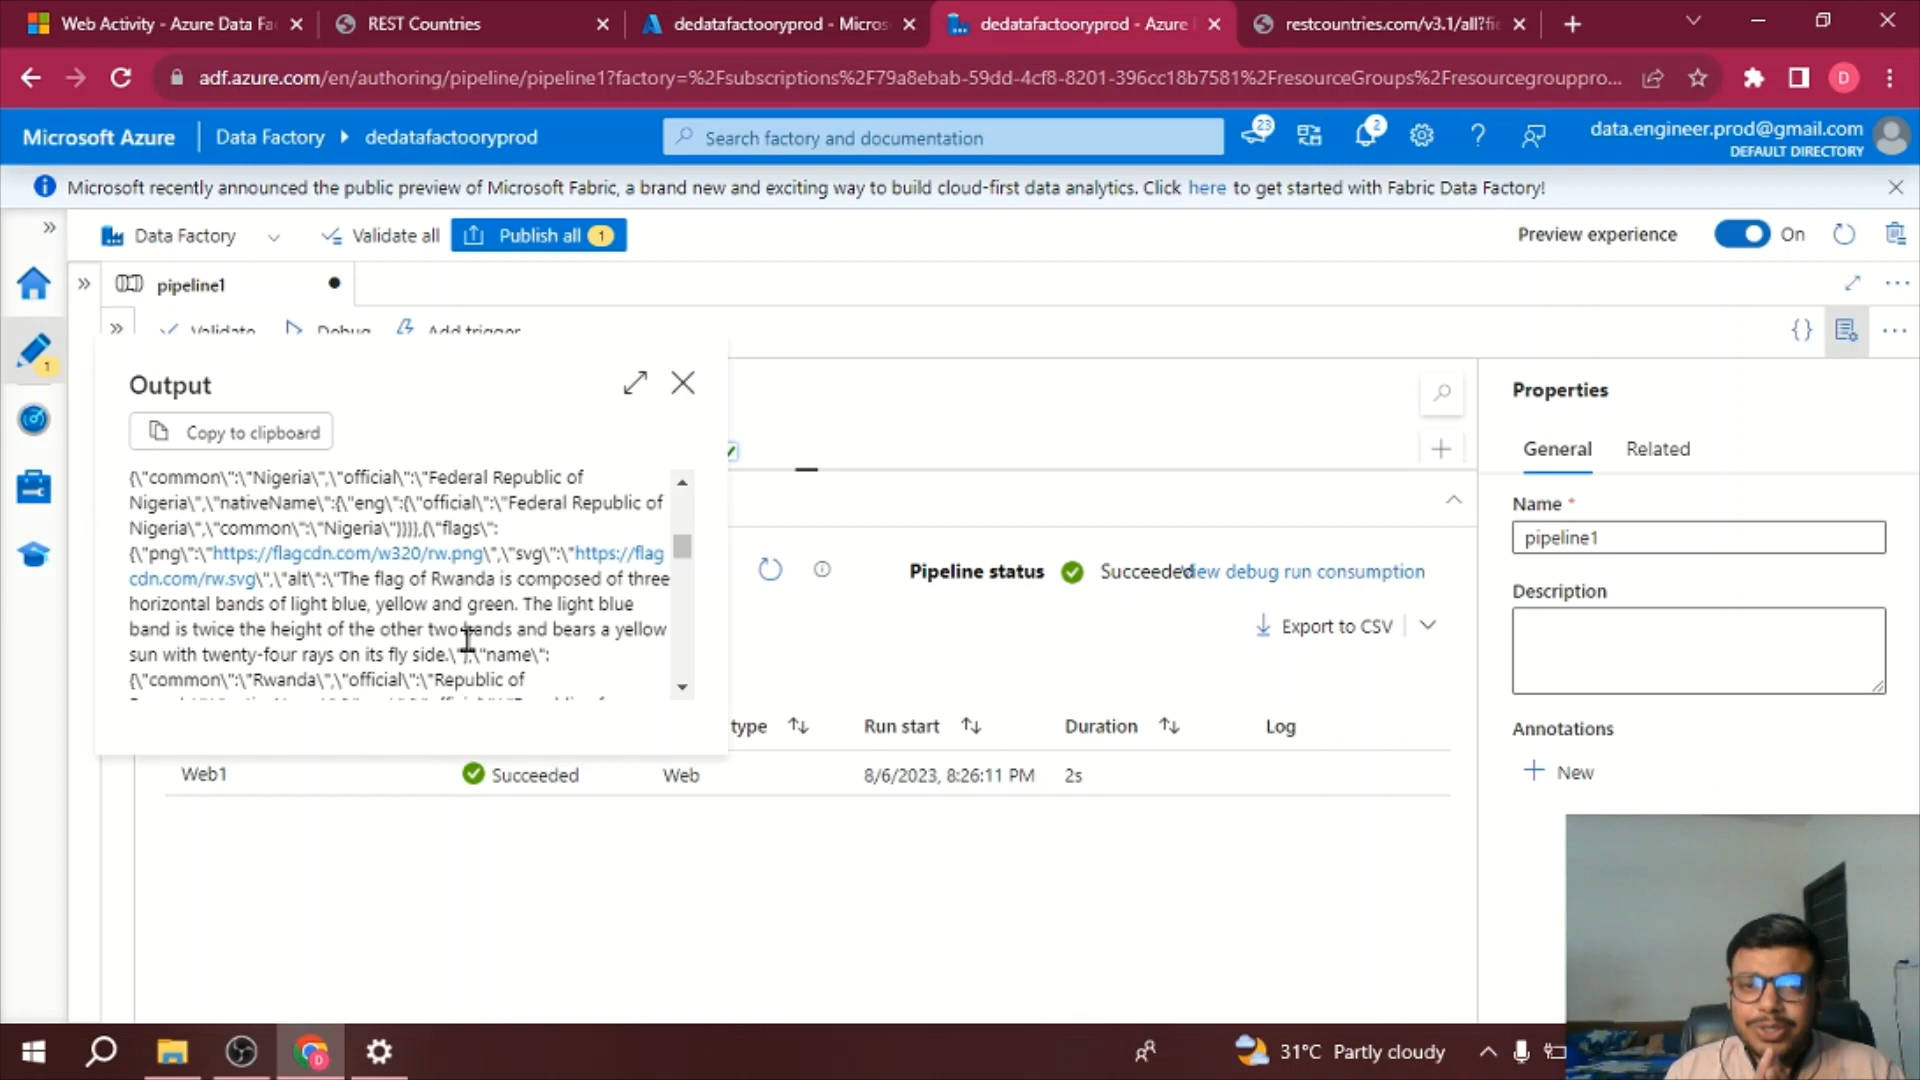 Web Activity - Azure Data Fa
REST Countries
dedatafactooryprod - Micros
dedatafactooryprod - Azure
restcountries.com/v3.1/all?fi
adf.azure.com/en/authoring/pipeline/pipeline1?factory=%2Fsubscriptions%2F79a8ebab-59dd-4cf8-8201-396cc18b7581%2FresourceGroups%2Fresourcegrouppro...
D
Microsoft Azure
Data Factory
dedatafactooryprod
Search factory and documentation
23
2
data.engineer.prod@gmail.com
DEFAULT DIRECTORY
Microsoft recently announced the public preview of Microsoft Fabric, a brand new and exciting way to build cloud-first data analytics. Click here to get started with Fabric Data Factory!
Data Factory
Validate all
Publish all 1
Preview experience
On
pipeline1
Validate
Debug
Add trigger
1
Output
Copy to clipboard
{\"common\":\"Nigeria\",\"official\":\"Federal Republic of
Nigeria\",\"nativeName\":{\"eng\":{\"official\":\"Federal Republic of
Nigeria\",\"common\":\"Nigeria\"}}}},{\"flags\":
{\"png\":\"https://flagcdn.com/w320/rw.png\",\"svg\":\"https://flag
cdn.com/rw.svg\",\"alt\":\"The flag of Rwanda is composed of three
horizontal bands of light blue, yellow and green. The light blue
band is twice the height of the other two bands and bears a yellow
sun with twenty-four rays on its fly side.\"},\"name\":
{\"common\":\"Rwanda\",\"official\":\"Republic of
Pipeline status
Succeeded
View debug run consumption
Export to CSV
type
Run start
Duration
Log
Web1
Succeeded
Web
8/6/2023, 8:26:11 PM
2s
Properties
General
Related
Name *
pipeline1
Description
Annotations
New
31°C Partly cloudy